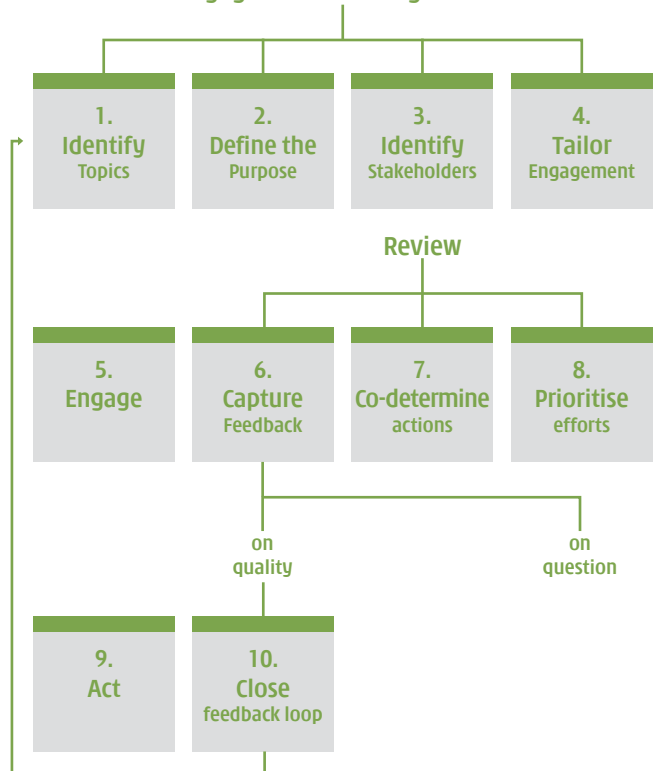 1.
Identify
Topics
2.
Define the
Purpose
3.
Identify
Stakeholders
4.
Tailor
Engagement
Review
5.
Engage
6.
Capture
Feedback
7.
Co-determine
actions
8.
Prioritise
efforts
on
quality
on
question
9.
Act
10.
Close
feedback loop